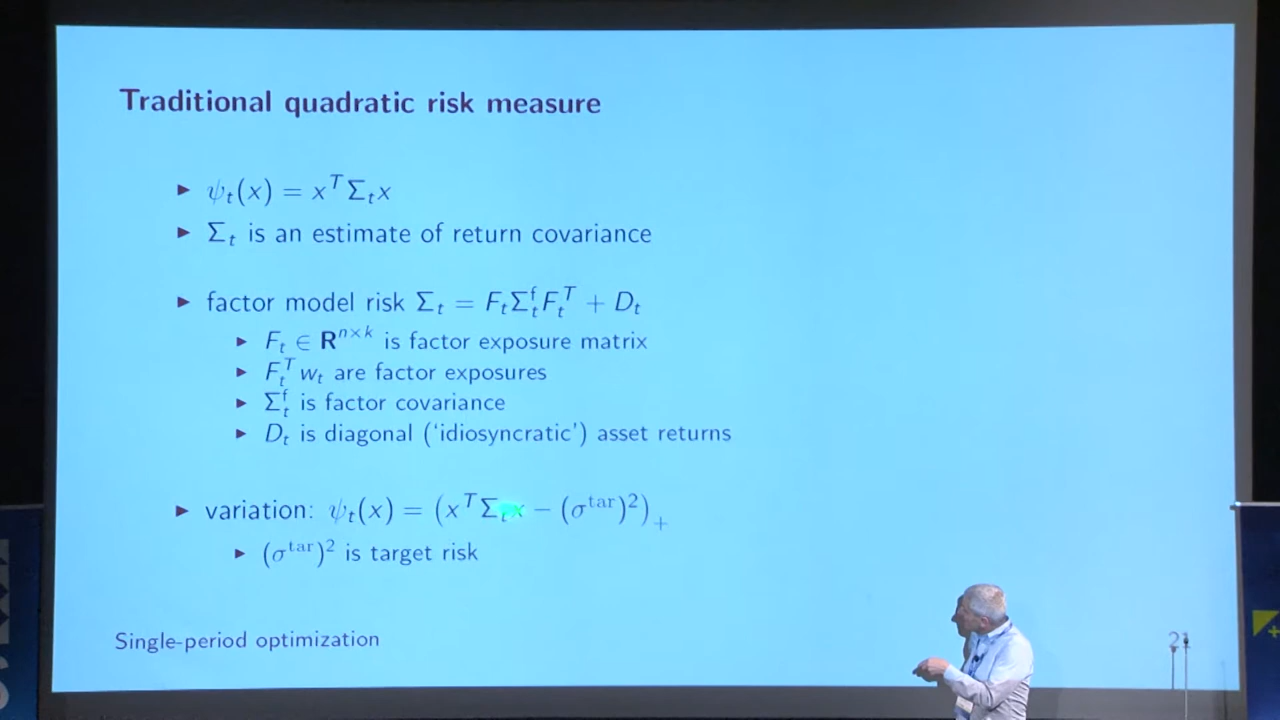 Traditional quadratic risk measure
▶ ψₜ(x) = xᵀΣₜx
▶ Σₜ is an estimate of return covariance
▶ factor model risk Σₜ = FₜΣₜᶠFₜᵀ + Dₜ
▶ Fₜ ∈ Rⁿˣᵏ is factor exposure matrix
▶ Fₜᵀwₜ are factor exposures
▶ Σₜᶠ is factor covariance
▶ Dₜ is diagonal (‘idiosyncratic’) asset returns
▶ variation: ψₜ(x) = (xᵀΣₜx − (σᵗᵃʳ)²)₊
▶ (σᵗᵃʳ)² is target risk
Single-period optimization
21